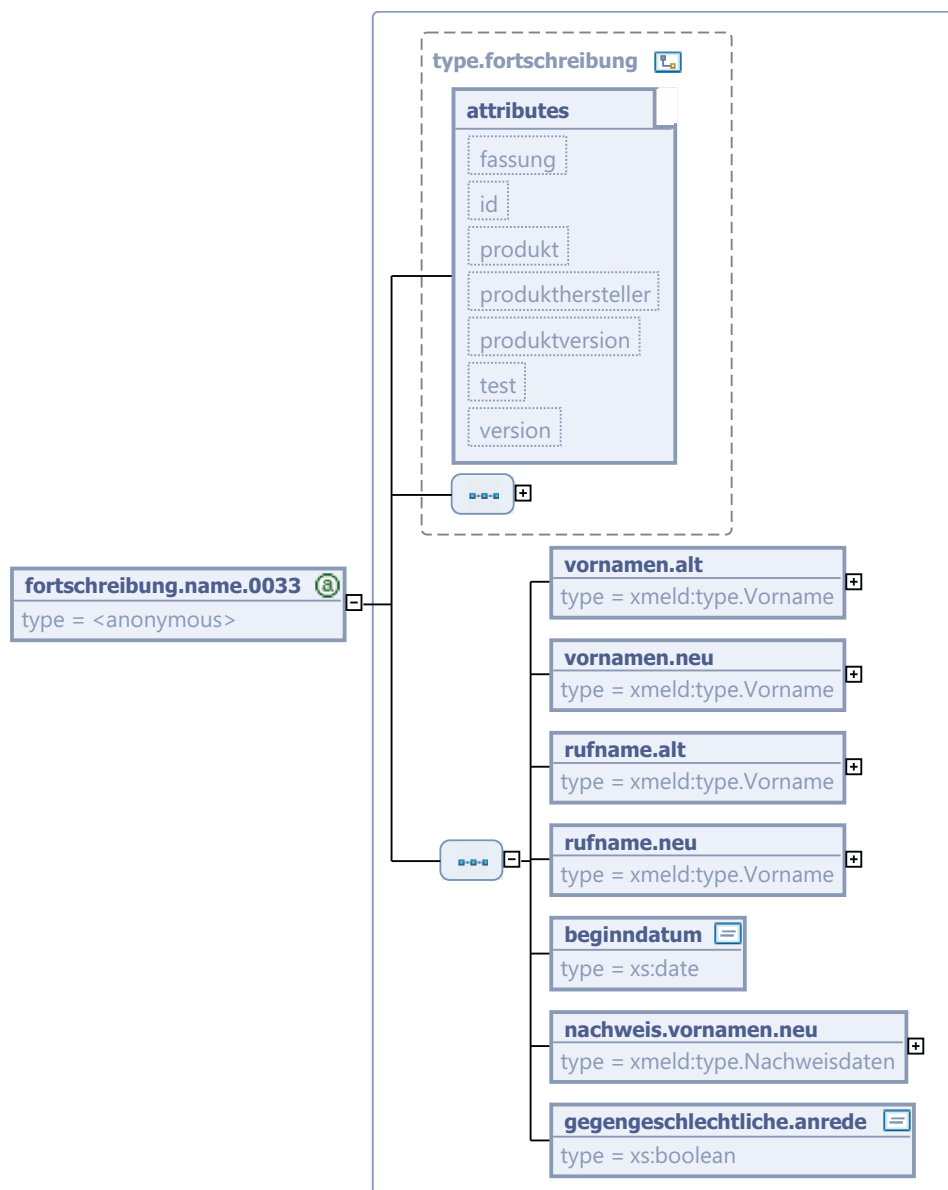 type.fortschreibung
attributes
fassung
id
produkt
produkthersteller
produktversion
test
version
fortschreibung.name.0033 @
type = <anonymous>
vornamen.alt
type = xmeld:type.Vorname
vornamen.neu
type = xmeld:type.Vorname
rufname.alt
type = xmeld:type.Vorname
rufname.neu
type = xmeld:type.Vorname
beginndatum
type = xs:date
nachweis.vornamen.neu
type = xmeld:type.Nachweisdaten
gegengeschlechtliche.anrede
type = xs:boolean